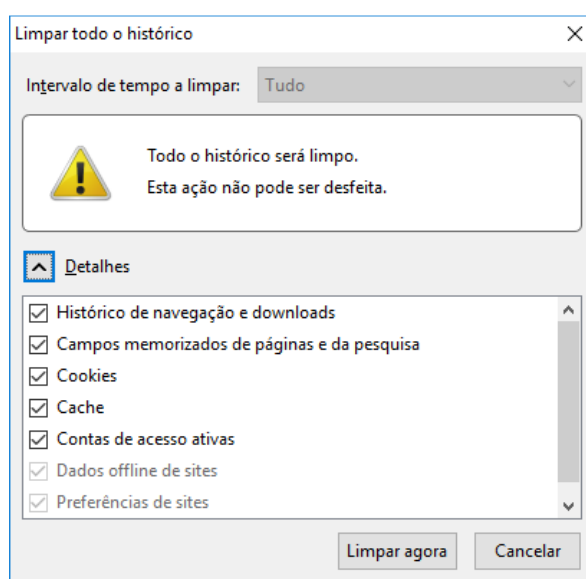 Limpar todo o histórico
Intervalo de tempo a limpar: Tudo
Todo o histórico será limpo.
Esta ação não pode ser desfeita.
Detalhes
Histórico de navegação e downloads
Campos memorizados de páginas e da pesquisa
Cookies
Cache
Contas de acesso ativas
Dados offline de sites
Preferências de sites
Limpar agora Cancelar